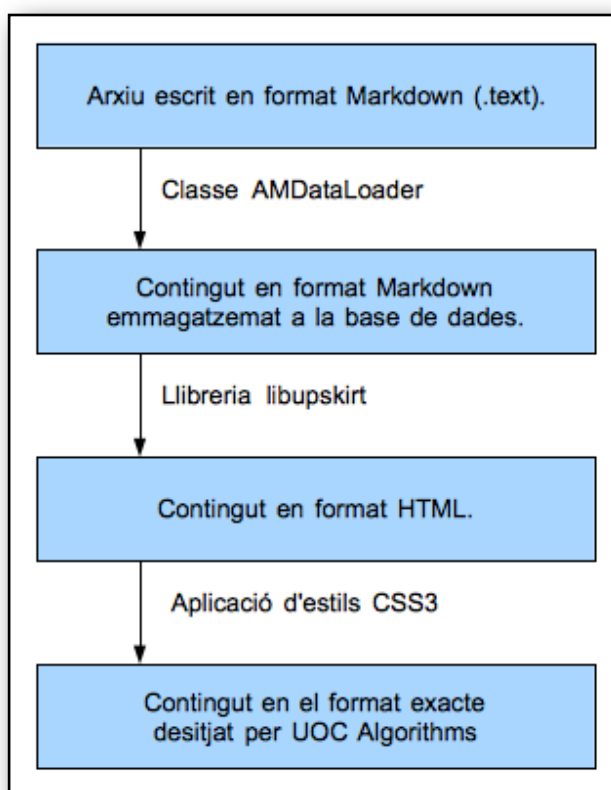 Arxiu escrit en format Markdown (.text).
Classe AMDataLoader
Contingut en format Markdown
emmagatzemat a la base de dades.
Llibreria libupskirt
Contingut en format HTML.
Aplicació d'estils CSS3
Contingut en el format exacte
desitjat per UOC Algorithms